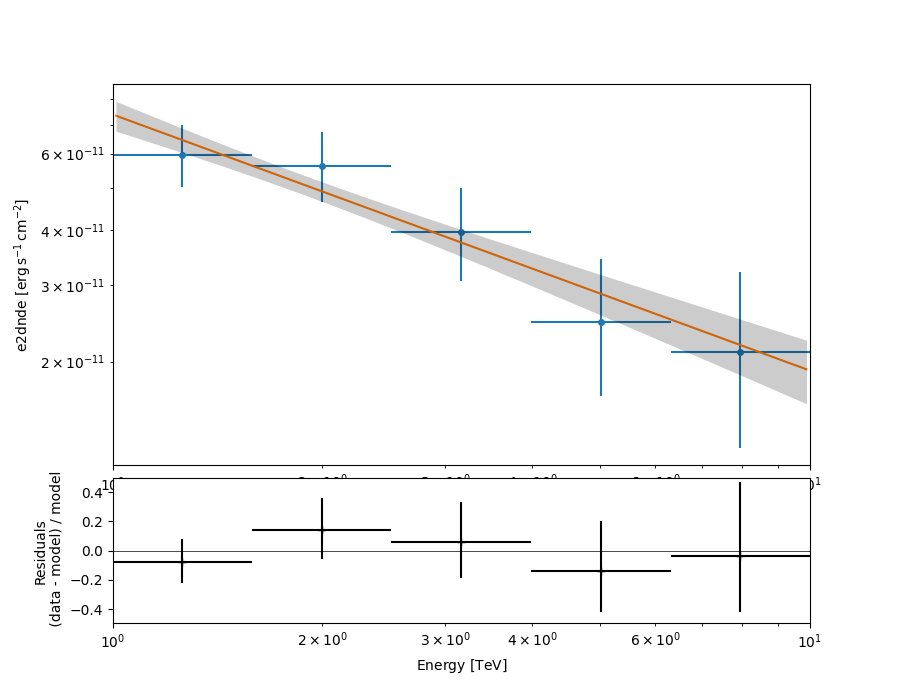 6 × 10⁻¹¹
4 × 10⁻¹¹
3 × 10⁻¹¹
2 × 10⁻¹¹
e2dnde [erg s⁻¹ cm⁻²]
0.4
0.2
0.0
−0.2
−0.4
Residuals
(data - model) / model
10⁰
2 × 10⁰
3 × 10⁰
4 × 10⁰
6 × 10⁰
10¹
Energy [TeV]